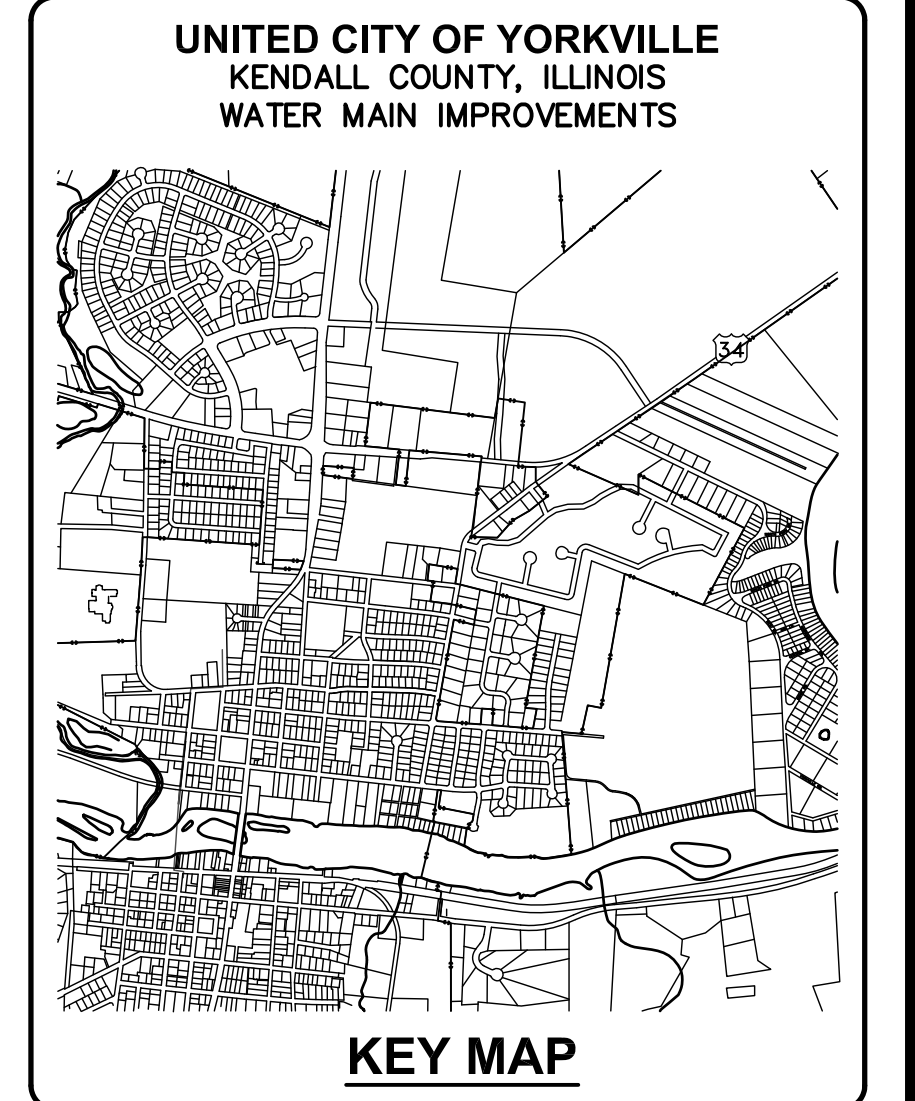 UNITED CITY OF YORKVILLE
KENDALL COUNTY, ILLINOIS
WATER MAIN IMPROVEMENTS
34
KEY MAP